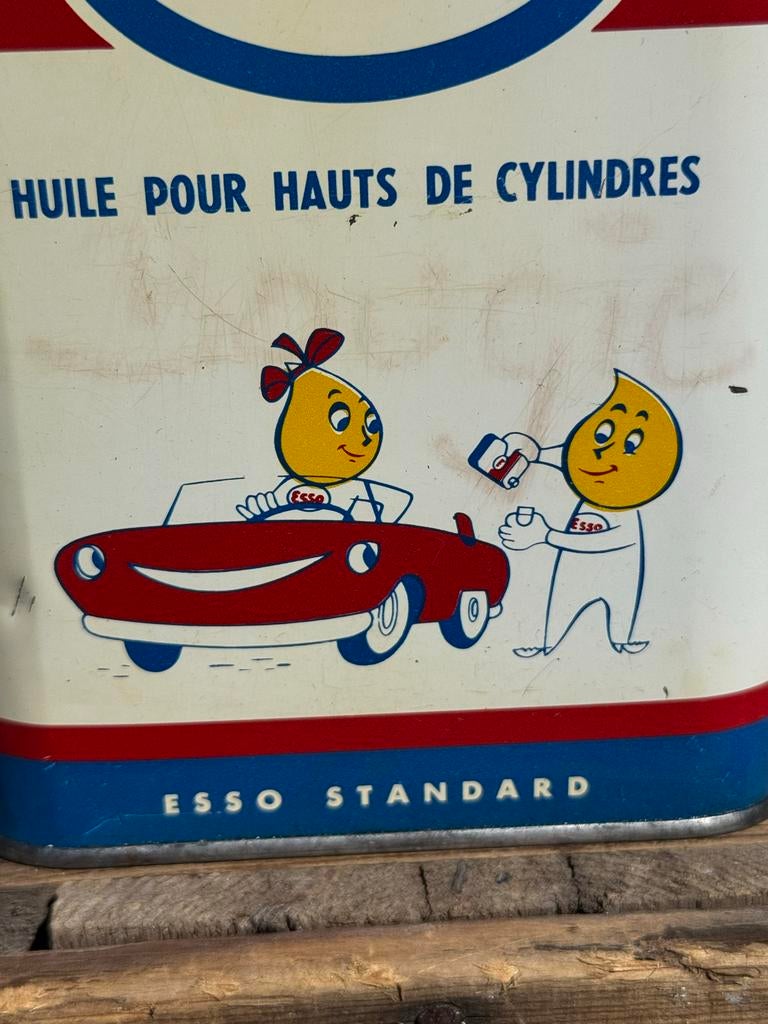 HUILE POUR HAUTS DE CYLINDRES
Esso
Esso
ESSO STANDARD